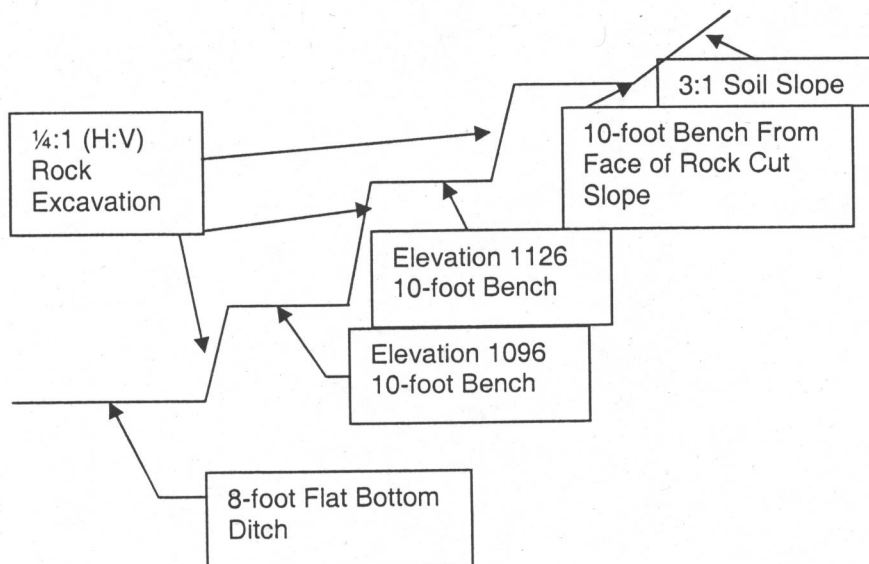 3:1 Soil Slope
¼:1 (H:V)
Rock
Excavation
10-foot Bench From
Face of Rock Cut
Slope
Elevation 1126
10-foot Bench
Elevation 1096
10-foot Bench
8-foot Flat Bottom
Ditch